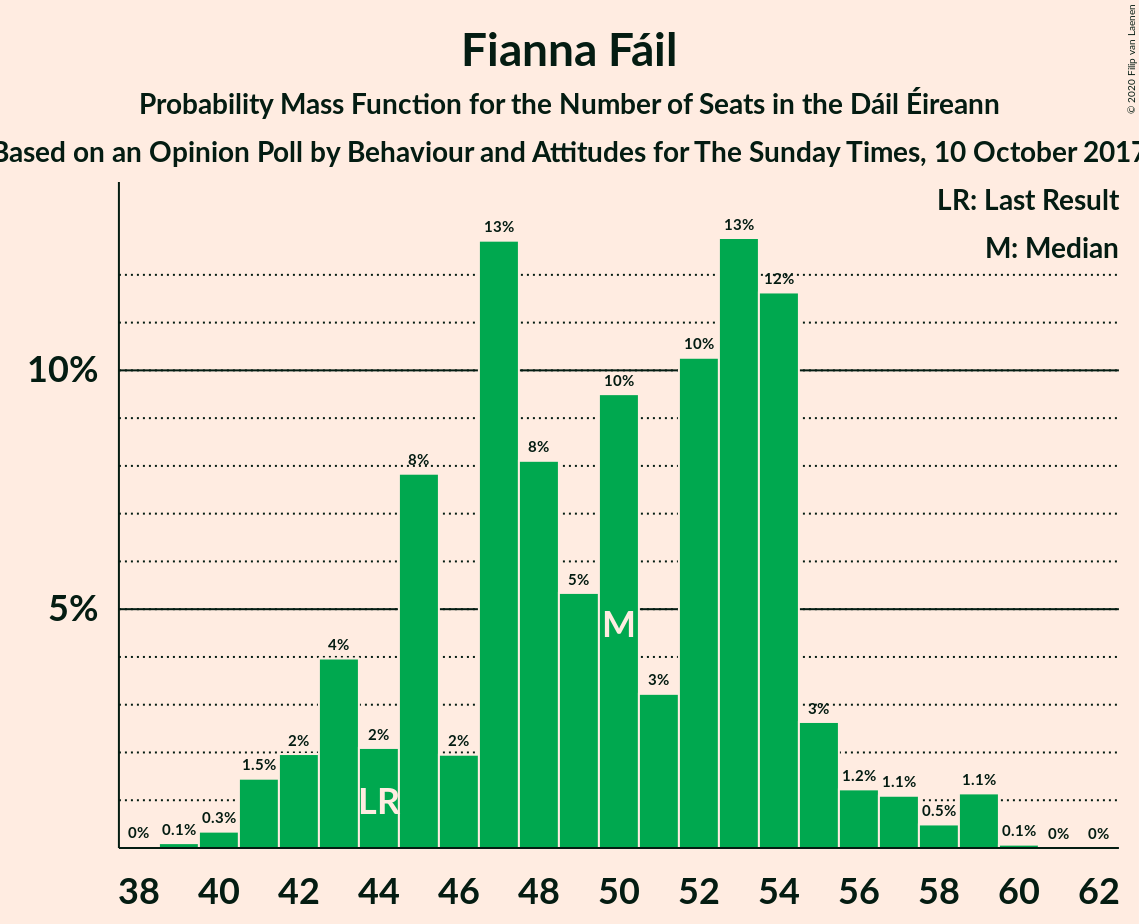 Fianna Fáil
Probability Mass Function for the Number of Seats in the Dáil Éireann
Based on an Opinion Poll by Behaviour and Attitudes for The Sunday Times, 10 October 2017
© 2020 Filip van Laenen
LR: Last Result
M: Median
13% 13%
12%
10%
10% 10%
8% 8%
5%
5%
M
4%
3%
3%
2% 2% 2%
1.5%
1.2% 1.1% 1.1%
LR
0% 0.1% 0.3% 0.5% 0.1% 0% 0%
38 40 42 44 46 48 50 52 54 56 58 60 62